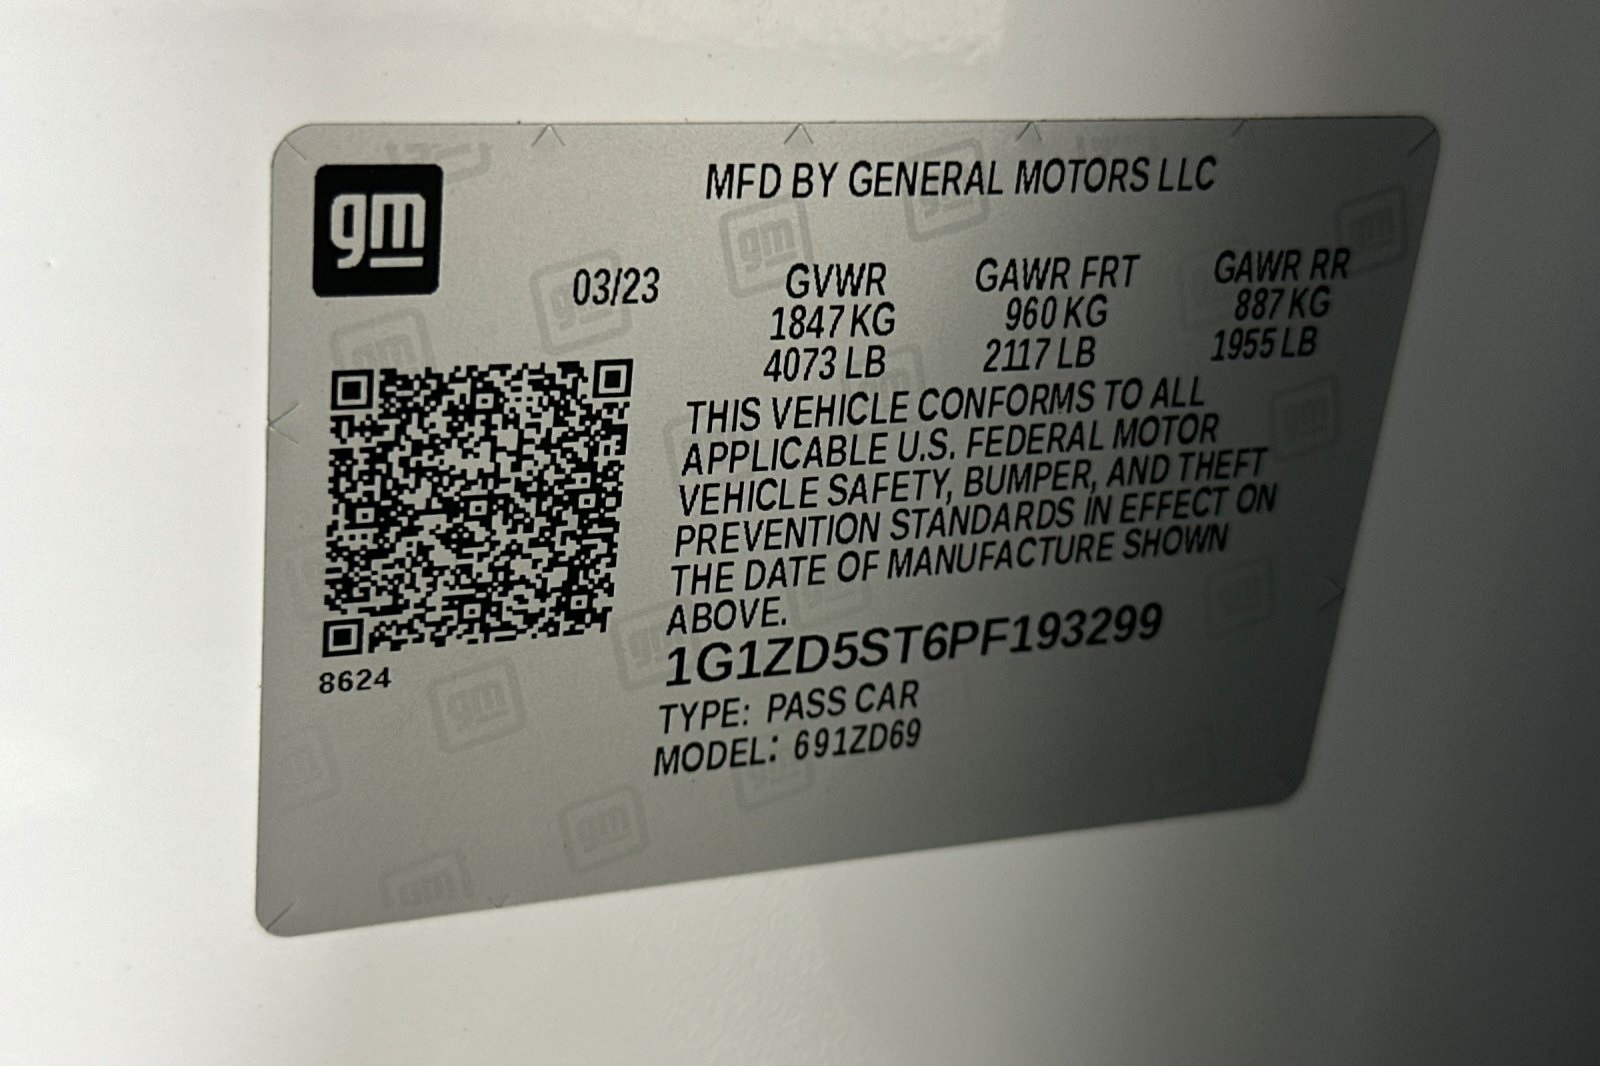 gm
MFD BY GENERAL MOTORS LLC
03/23 GVWR GAWR FRT GAWR RR
1847 KG 960 KG 887 KG
4073 LB 2117 LB 1955 LB
THIS VEHICLE CONFORMS TO ALL
APPLICABLE U.S. FEDERAL MOTOR
VEHICLE SAFETY, BUMPER, AND THEFT
PREVENTION STANDARDS IN EFFECT ON
THE DATE OF MANUFACTURE SHOWN
ABOVE.
1G1ZD5ST6PF193299
8624
TYPE: PASS CAR
MODEL: 691ZD69